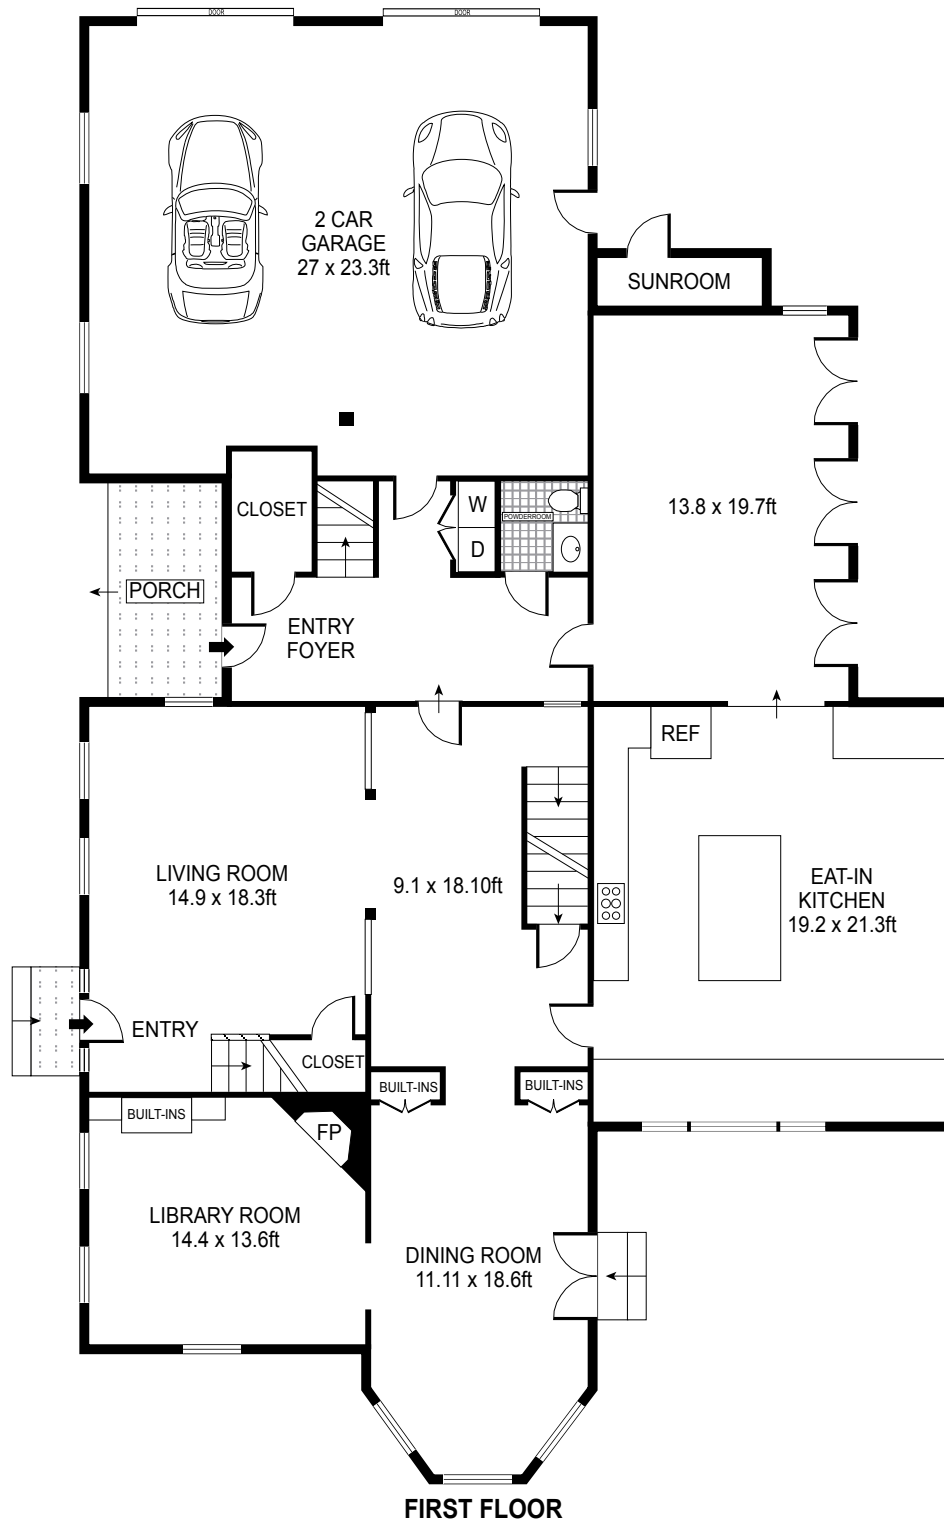 DOOR
DOOR
2 CAR
GARAGE
27 x 23.3ft
SUNROOM
CLOSET
W
D
POWDERROOM
13.8 x 19.7ft
PORCH
ENTRY
FOYER
REF
LIVING ROOM
14.9 x 18.3ft
9.1 x 18.10ft
EAT-IN
KITCHEN
19.2 x 21.3ft
ENTRY
CLOSET
BUILT-INS
BUILT-INS
BUILT-INS
FP
LIBRARY ROOM
14.4 x 13.6ft
DINING ROOM
11.11 x 18.6ft
FIRST FLOOR